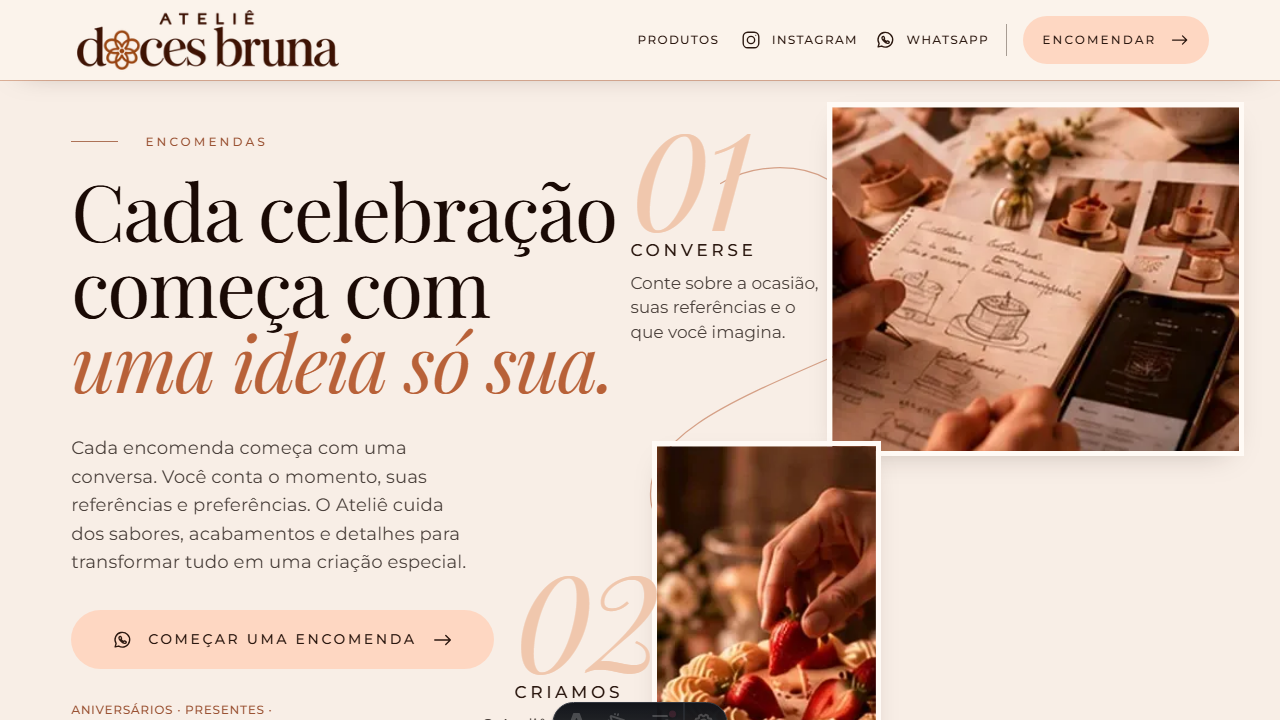 ATELIÊ
doces bruna
PRODUTOS
INSTAGRAM
WHATSAPP
ENCOMENDAR
ENCOMENDAS
Cada celebração
começa com
uma ideia só sua.
Cada encomenda começa com uma
conversa. Você conta o momento, suas
referências e preferências. O Ateliê cuida
dos sabores, acabamentos e detalhes para
transformar tudo em uma criação especial.
COMEÇAR UMA ENCOMENDA
ANIVERSÁRIOS · PRESENTES ·
01
CONVERSE
Conte sobre a ocasião,
suas referências e o
que você imagina.
02
CRIAMOS